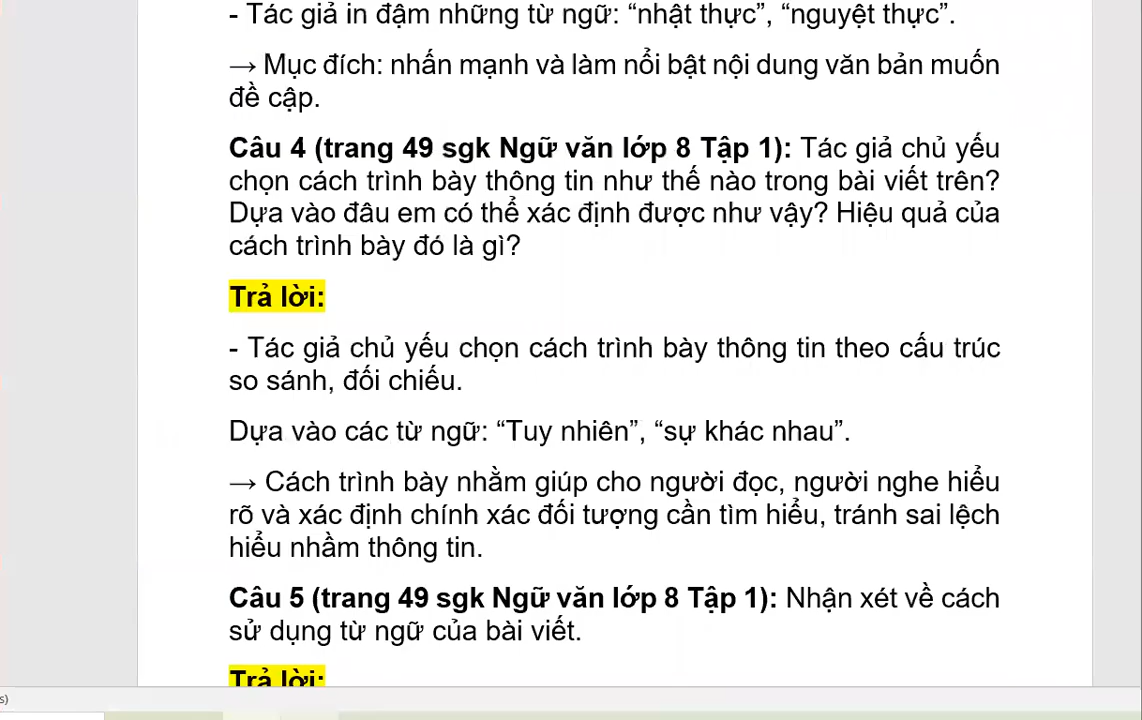 - Tác giả in đậm những từ ngữ: “nhật thực”, “nguyệt thực”.
→ Mục đích: nhấn mạnh và làm nổi bật nội dung văn bản muốn
đề cập.
Câu 4 (trang 49 sgk Ngữ văn lớp 8 Tập 1): Tác giả chủ yếu
chọn cách trình bày thông tin như thế nào trong bài viết trên?
Dựa vào đâu em có thể xác định được như vậy? Hiệu quả của
cách trình bày đó là gì?
Trả lời:
- Tác giả chủ yếu chọn cách trình bày thông tin theo cấu trúc
so sánh, đối chiếu.
Dựa vào các từ ngữ: “Tuy nhiên”, “sự khác nhau”.
→ Cách trình bày nhằm giúp cho người đọc, người nghe hiểu
rõ và xác định chính xác đối tượng cần tìm hiểu, tránh sai lệch
hiểu nhầm thông tin.
Câu 5 (trang 49 sgk Ngữ văn lớp 8 Tập 1): Nhận xét về cách
sử dụng từ ngữ của bài viết.
Trả lời:
s)